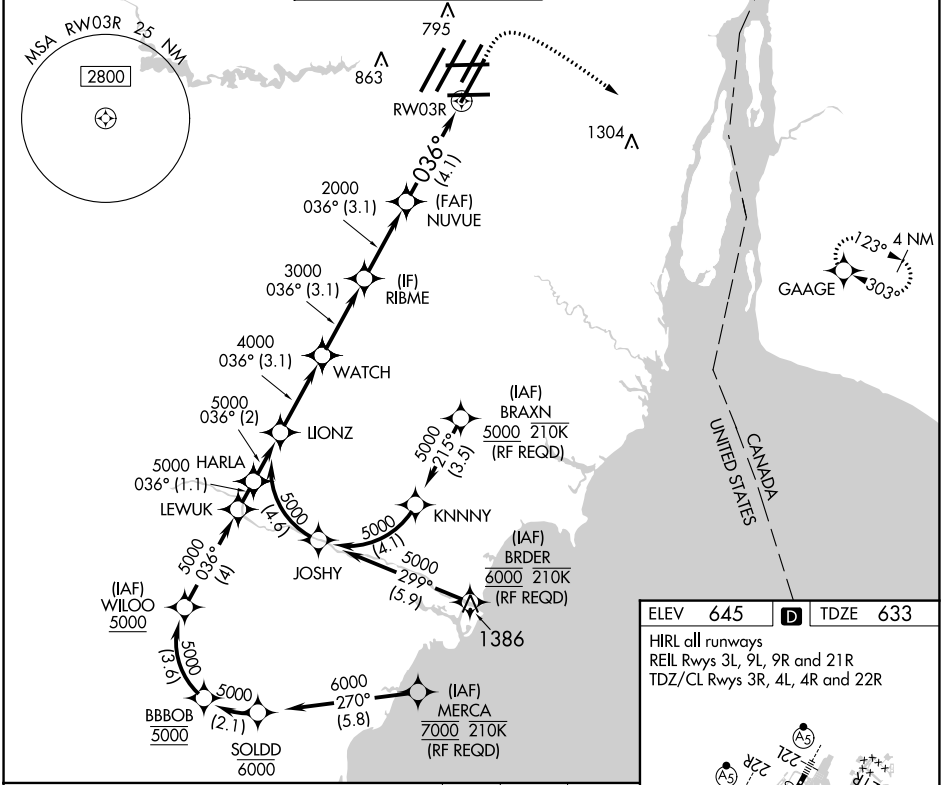 MSA RW03R 25 NM
2800
795
863
RW03R
1304
036°
(4.1)
2000
036° (3.1)
(FAF)
NUVUE
3000
036° (3.1)
(IF)
RIBME
123°
4 NM
GAAGE
303°
4000
036° (3.1)
WATCH
5000
036° (2)
LIONZ
(IAF)
BRAXN
5000 210K
(RF REQD)
5000
215°
(3.5)
CANADA
UNITED STATES
5000
036° (1.1)
HARLA
LEWUK
5000
(4.6)
KNNNY
5000
(4.1)
JOSHY
5000
299°
(5.9)
(IAF)
BRDER
6000 210K
(RF REQD)
1386
5000
036°
(4)
(IAF)
WILOO
5000
5000
(3.6)
BBBOB
5000
5000
(2.1)
SOLDD
6000
6000
270°
(5.8)
(IAF)
MERCA
7000 210K
(RF REQD)
ELEV 645 D TDZE 633
HIRL all runways
REIL Rwys 3L, 9L, 9R and 21R
TDZ/CL Rwys 3R, 4L, 4R and 22R
A5
A5
22R
22L